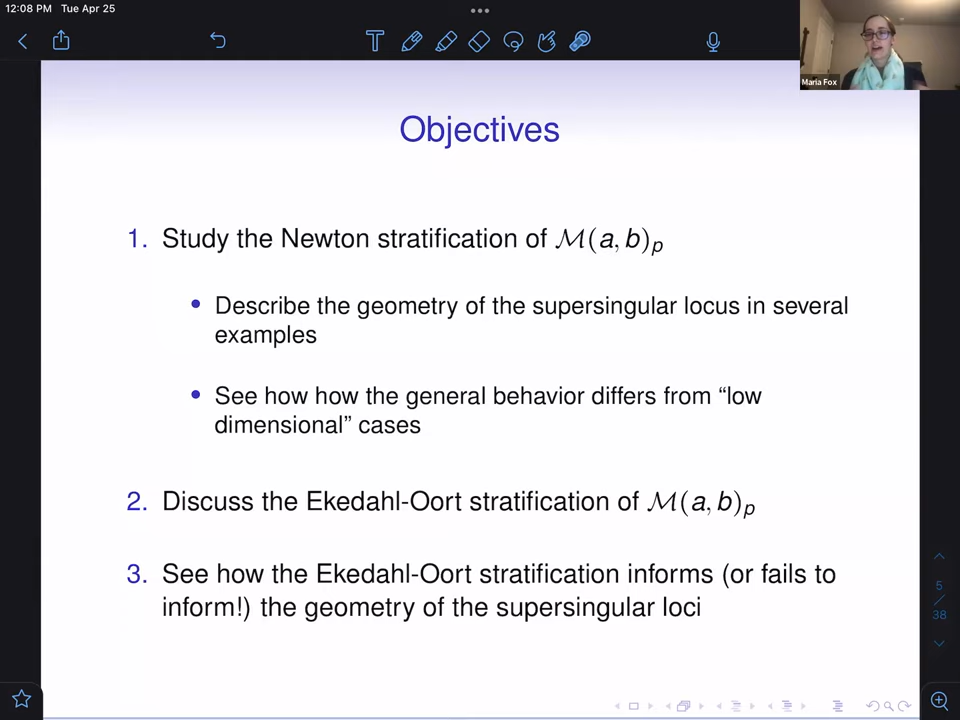 12:08 PM Tue Apr 25
Maria Fox
Objectives
1. Study the Newton stratification of ℳ(a, b)ₚ
• Describe the geometry of the supersingular locus in several
examples
• See how how the general behavior differs from “low
dimensional” cases
2. Discuss the Ekedahl-Oort stratification of ℳ(a, b)ₚ
3. See how the Ekedahl-Oort stratification informs (or fails to
inform!) the geometry of the supersingular loci
5
/
38